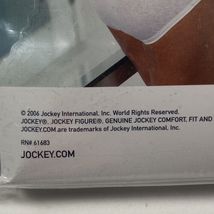 © 2006 Jockey International, Inc. World Rights Reserved.
JOCKEY®, JOCKEY FIGURE®, GENUINE JOCKEY COMFORT, FIT AND
JOCKEY.COM are trademarks of Jockey International, Inc.
RN# 61683
JOCKEY.COM